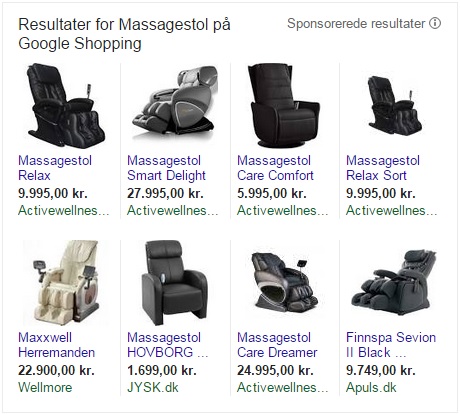 Resultater for Massagestol på
Google Shopping
Sponsorerede resultater
Massagestol
Relax
9.995,00 kr.
Activewellnes...
Massagestol
Smart Delight
27.995,00 kr.
Activewellnes...
Massagestol
Care Comfort
5.995,00 kr.
Activewellnes...
Massagestol
Relax Sort
9.995,00 kr.
Activewellnes...
Maxxwell
Herremanden
22.900,00 kr.
Wellmore
Massagestol
HOVBORG ...
1.699,00 kr.
JYSK.dk
Massagestol
Care Dreamer
24.995,00 kr.
Activewellnes...
Finnspa Sevion
II Black ...
9.749,00 kr.
Apuls.dk